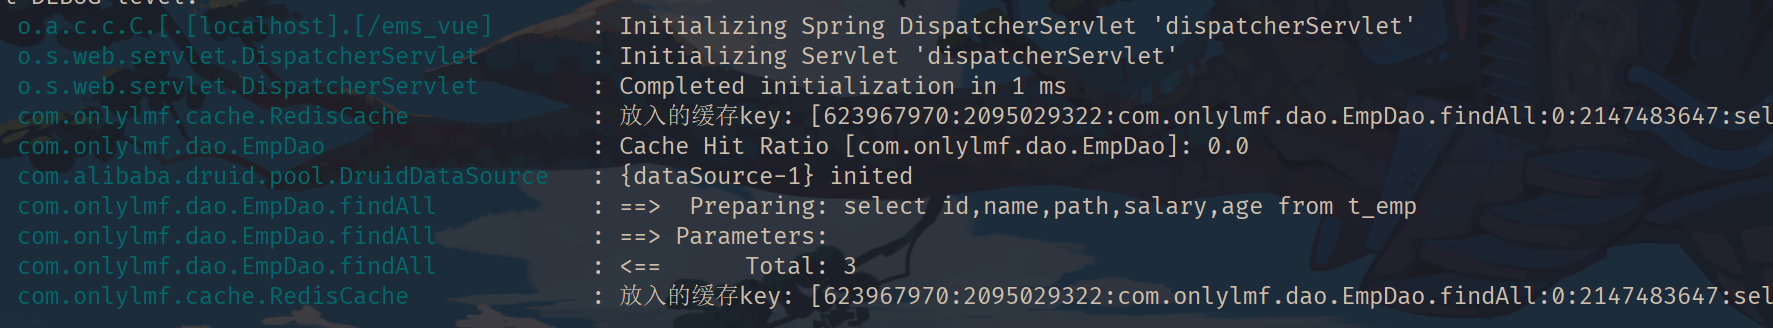 t DEBUG level.
o.a.c.c.C.[.[localhost].[/ems_vue] : Initializing Spring DispatcherServlet 'dispatcherServlet'
o.s.web.servlet.DispatcherServlet : Initializing Servlet 'dispatcherServlet'
o.s.web.servlet.DispatcherServlet : Completed initialization in 1 ms
com.onlylmf.cache.RedisCache : 放入的缓存key: [623967970:2095029322:com.onlylmf.dao.EmpDao.findAll:0:2147483647:sel
com.onlylmf.dao.EmpDao : Cache Hit Ratio [com.onlylmf.dao.EmpDao]: 0.0
com.alibaba.druid.pool.DruidDataSource : {dataSource-1} inited
com.onlylmf.dao.EmpDao.findAll : ==>  Preparing: select id,name,path,salary,age from t_emp
com.onlylmf.dao.EmpDao.findAll : ==> Parameters:
com.onlylmf.dao.EmpDao.findAll : <==      Total: 3
com.onlylmf.cache.RedisCache : 放入的缓存key: [623967970:2095029322:com.onlylmf.dao.EmpDao.findAll:0:2147483647:sel